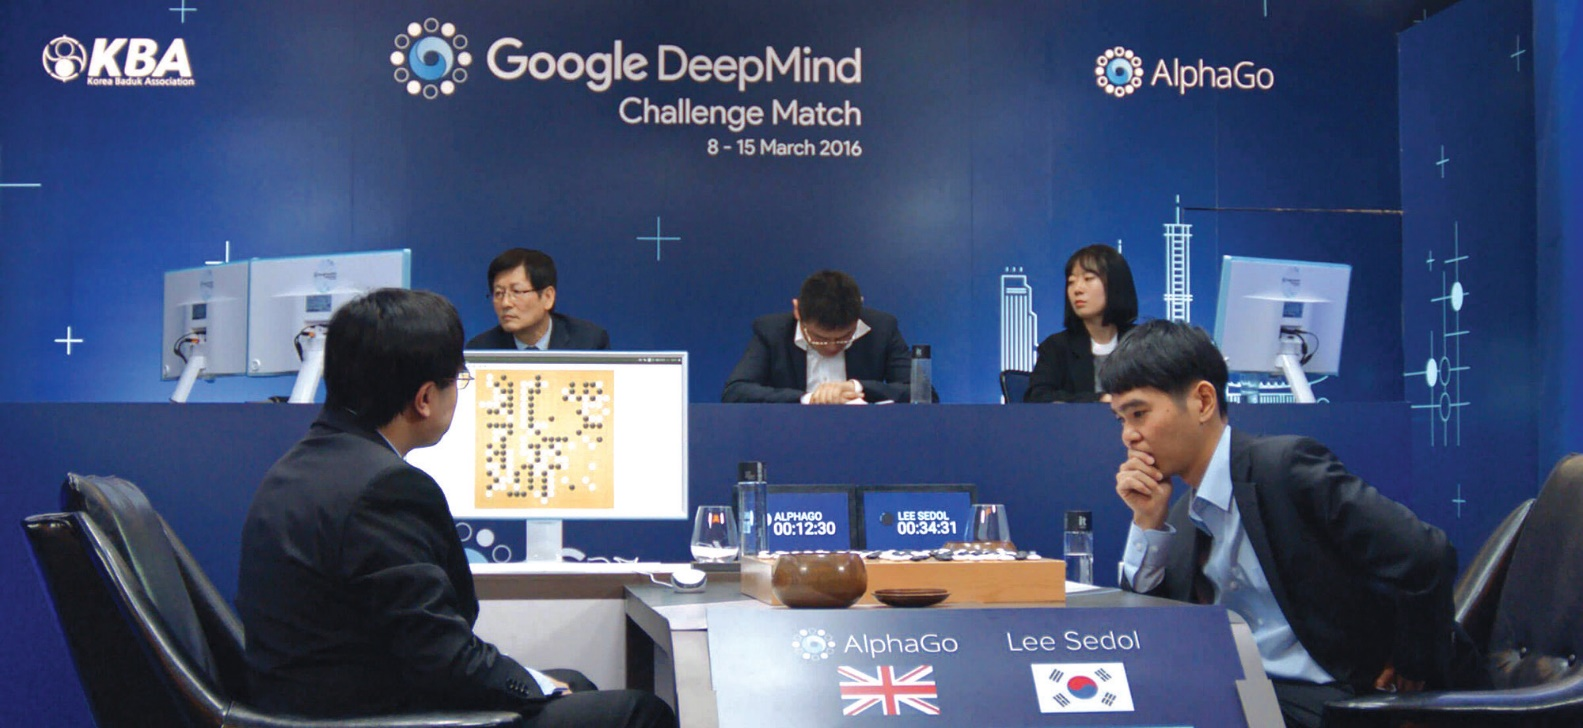 KBA
Korea Baduk Association
Google DeepMind
Challenge Match
8 - 15 March 2016
AlphaGo
ALPHAGO
00:12:30
LEE SEDOL
00:34:31
AlphaGo
Lee Sedol